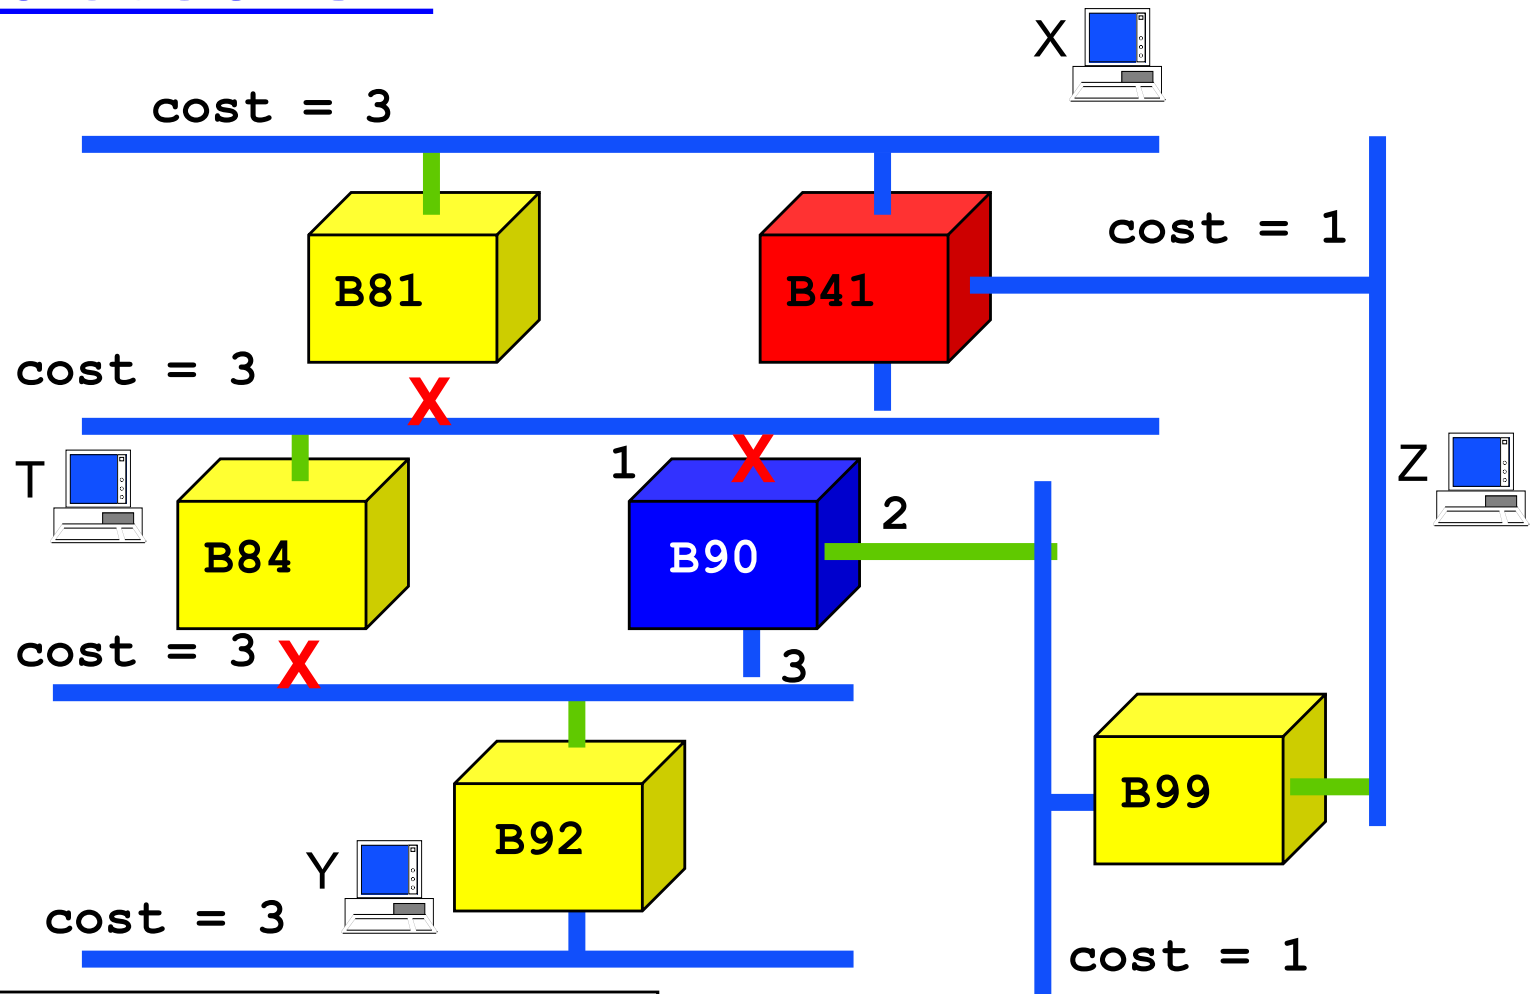 X
cost = 3
cost = 1
B81
B41
cost = 3
X
X
1
T
Z
2
B84
B90
cost = 3
X
3
B99
B92
Y
cost = 3
cost = 1